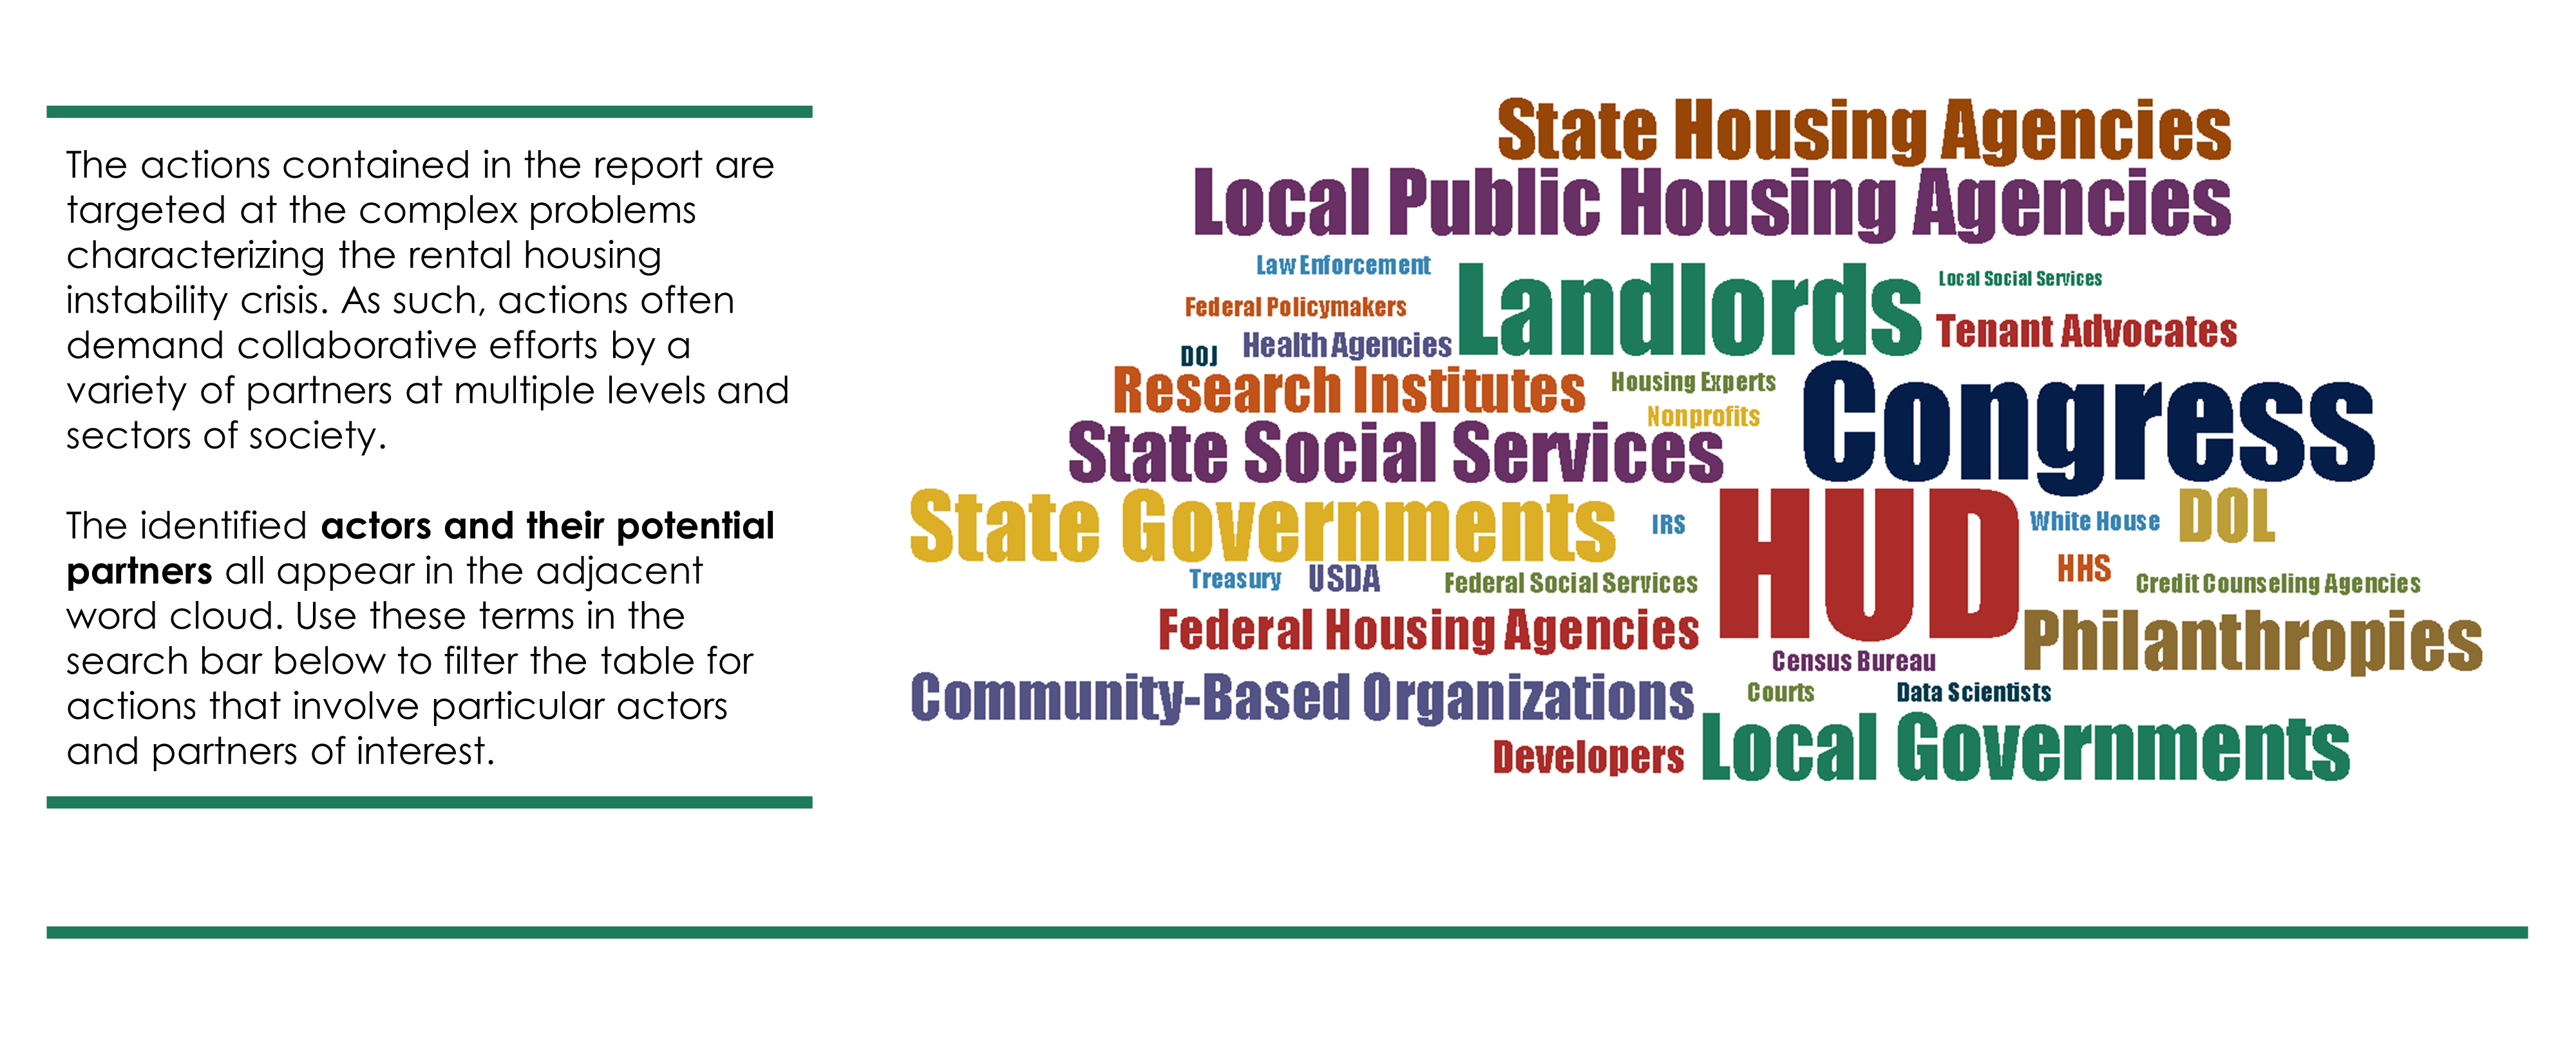 The actions contained in the report are
targeted at the complex problems
characterizing the rental housing
instability crisis. As such, actions often
demand collaborative efforts by a
variety of partners at multiple levels and
sectors of society.
The identified actors and their potential
partners all appear in the adjacent
word cloud. Use these terms in the
search bar below to filter the table for
actions that involve particular actors
and partners of interest.
State Housing Agencies
Local Public Housing Agencies
Law Enforcement
Landlords
Local Social Services
Federal Policymakers
Tenant Advocates
DOJ
Health Agencies
Research Institutes
Housing Experts
Nonprofits
Congress
State Social Services
State Governments
IRS
HUD
White House
DOL
Treasury
USDA
Federal Social Services
HHS
Credit Counseling Agencies
Federal Housing Agencies
Philanthropies
Census Bureau
Community-Based Organizations
Courts
Data Scientists
Developers
Local Governments